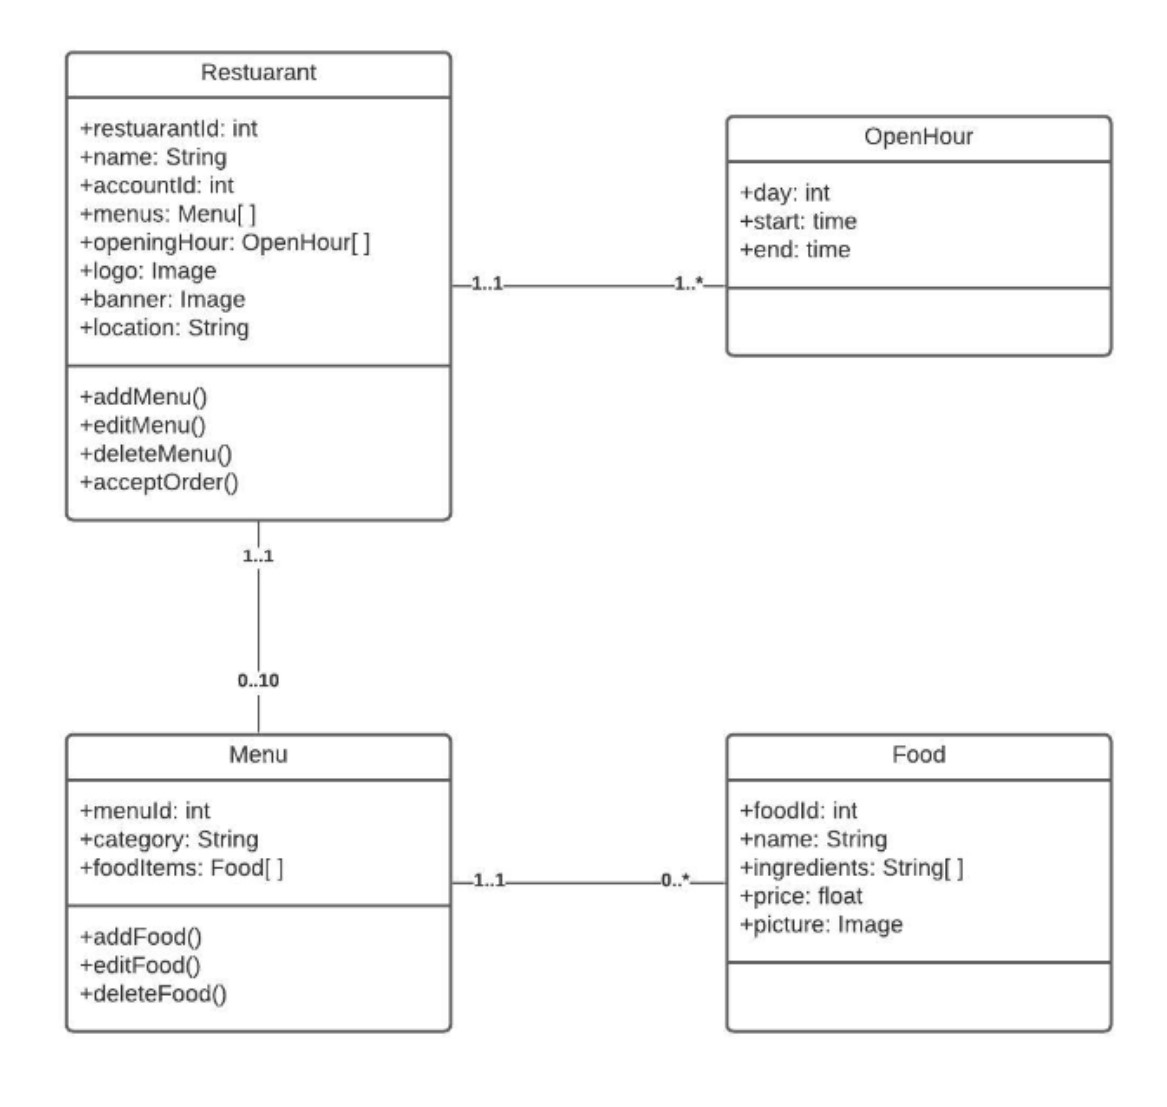 Restuarant
+restuarantId: int
+name: String
+accountId: int
+menus: Menu[ ]
+openingHour: OpenHour[ ]
+logo: Image
+banner: Image
+location: String
+addMenu()
+editMenu()
+deleteMenu()
+acceptOrder()
OpenHour
+day: int
+start: time
+end: time
1..1
1..*
1..1
0..10
Menu
+menuId: int
+category: String
+foodItems: Food[ ]
+addFood()
+editFood()
+deleteFood()
1..1
0..*
Food
+foodId: int
+name: String
+ingredients: String[ ]
+price: float
+picture: Image